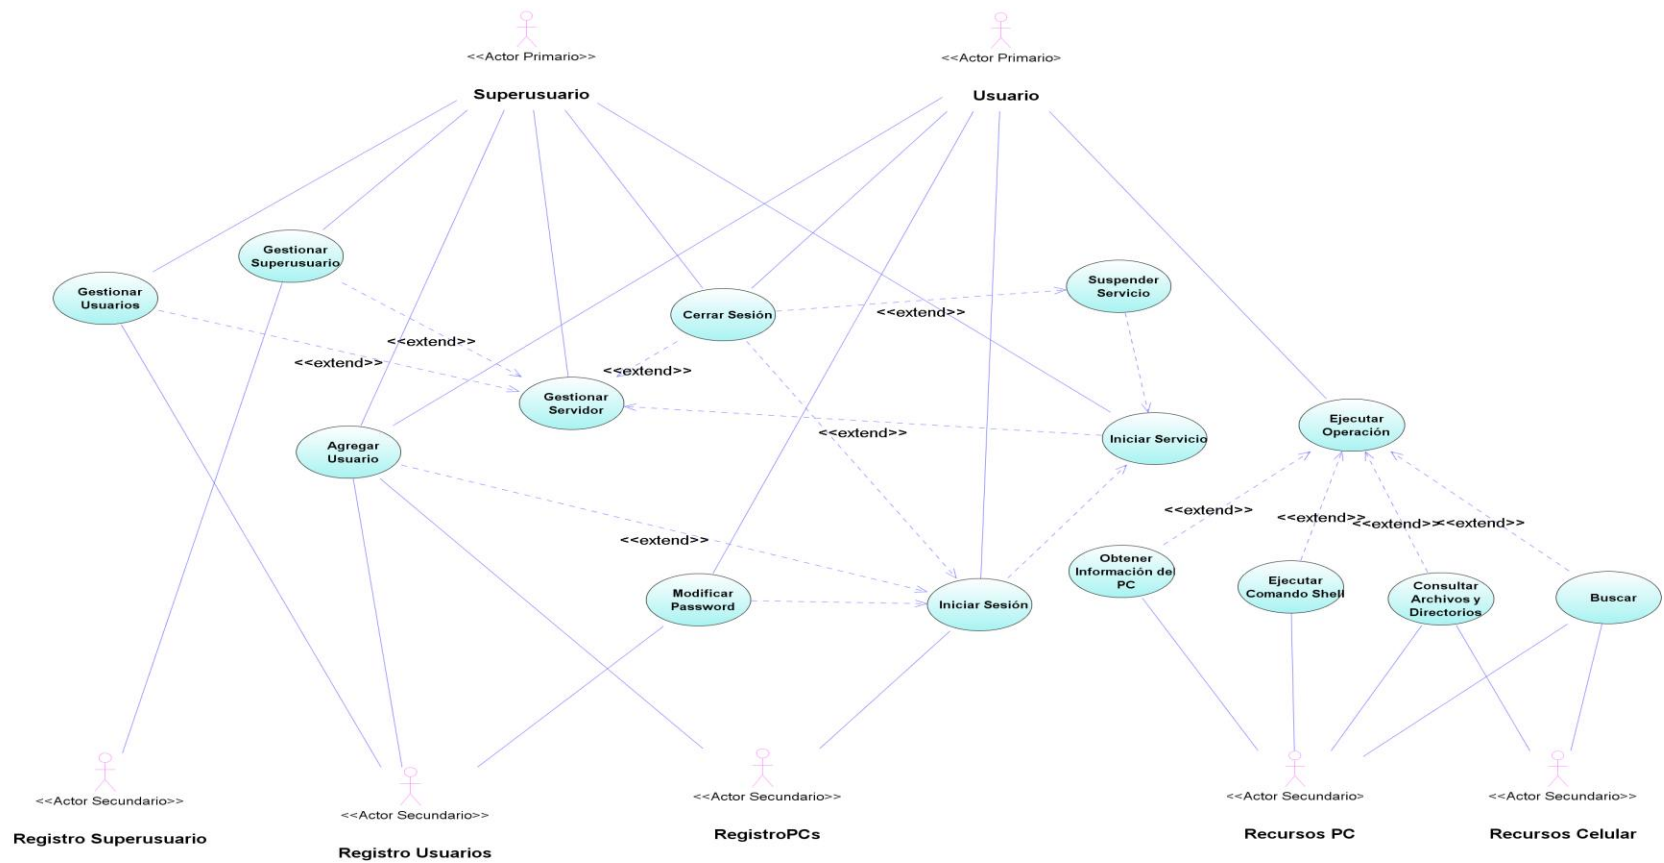 <<Actor Primario>>
<<Actor Primario>
Superusuario
Usuario
Gestionar
Superusuario
Gestionar
Usuarios
Suspender
Servicio
Cerrar Sesión
<<extend>>
<<extend>>
<<extend>>
<<extend>>
Gestionar
Servidor
<<extend>>
Iniciar Servicio
Ejecutar
Operación
Agregar
Usuario
<<extend>>
<<extend>>
<<extend>>
<<extend>>
<<extend>>
Obtener
Información de
PC
Ejecutar
Comando Shell
Consultar
Archivos y
Directorios
Buscar
Modificar
Password
Iniciar Sesión
<<Actor Secundario>>
Registro Superusuario
<<Actor Secundario>>
Registro Usuarios
<<Actor Secundario>>
RegistroPCs
<<Actor Secundario>
Recursos PC
<<Actor Secundario>>
Recursos Celular